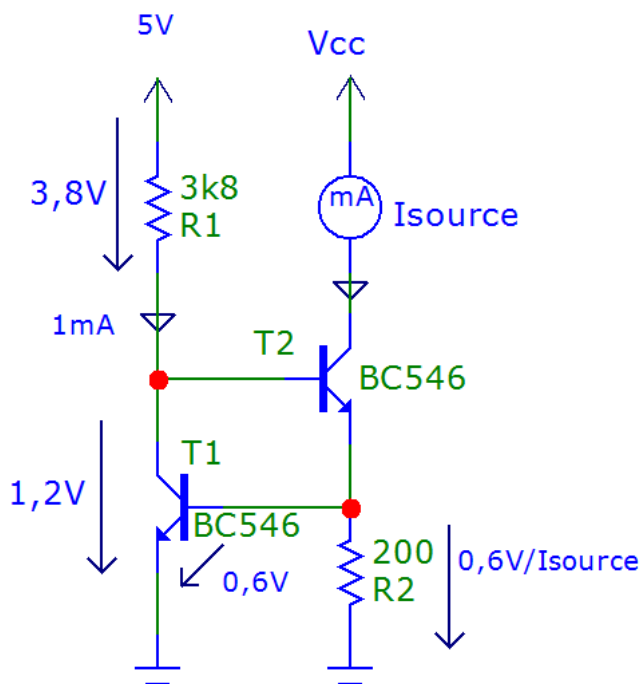 5V
Vcc
3,8V
3k8
R1
mA
Isource
1mA
T2
BC546
T1
1,2V
BC546
0,6V
200
R2
0,6V/Isource